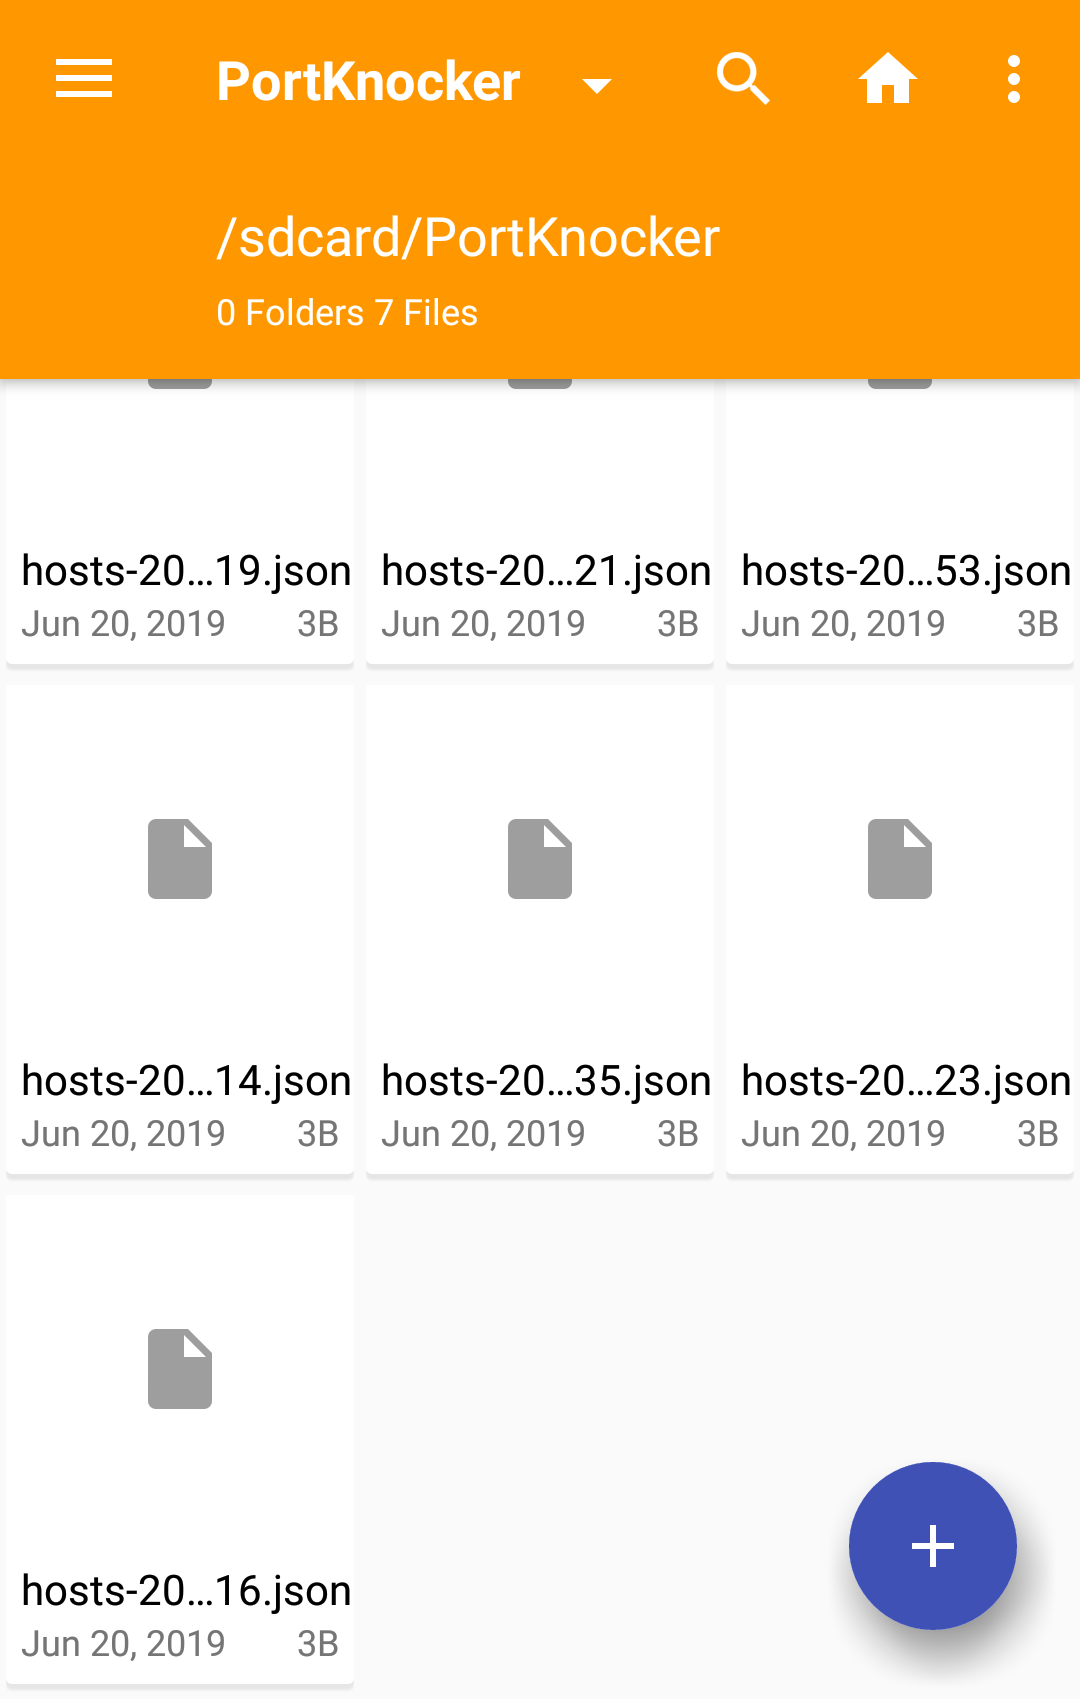 PortKnocker
/sdcard/PortKnocker
0 Folders 7 Files
hosts-20...19.json
Jun 20, 2019 3B
hosts-20...21.json
Jun 20, 2019 3B
hosts-20...53.json
Jun 20, 2019 3B
hosts-20...14.json
Jun 20, 2019 3B
hosts-20...35.json
Jun 20, 2019 3B
hosts-20...23.json
Jun 20, 2019 3B
hosts-20...16.json
Jun 20, 2019 3B